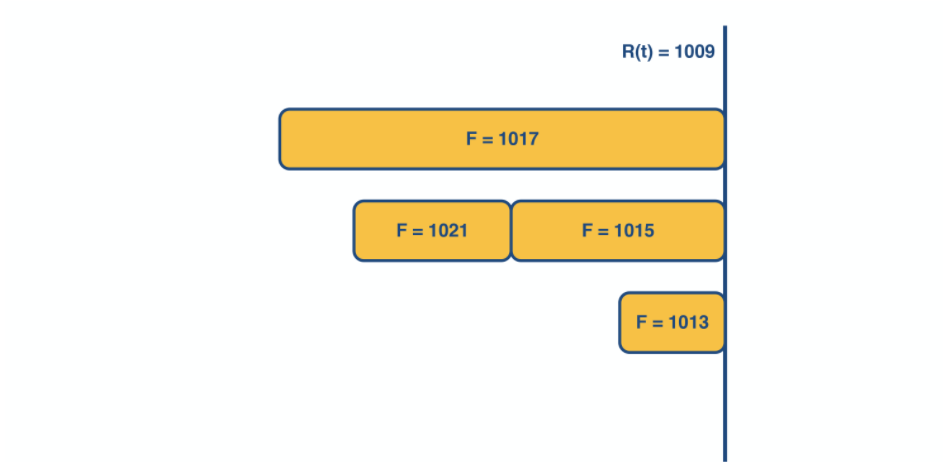 R(t) = 1009
F = 1017
F = 1021
F = 1015
F = 1013